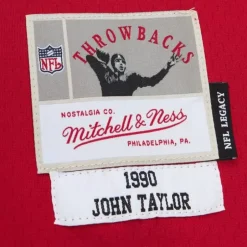 THROWBACKS
NFL
NOSTALGIA CO.
Mitchell & Ness
PHILADELPHIA, PA.
NFL LEGACY
1990
JOHN TAYLOR